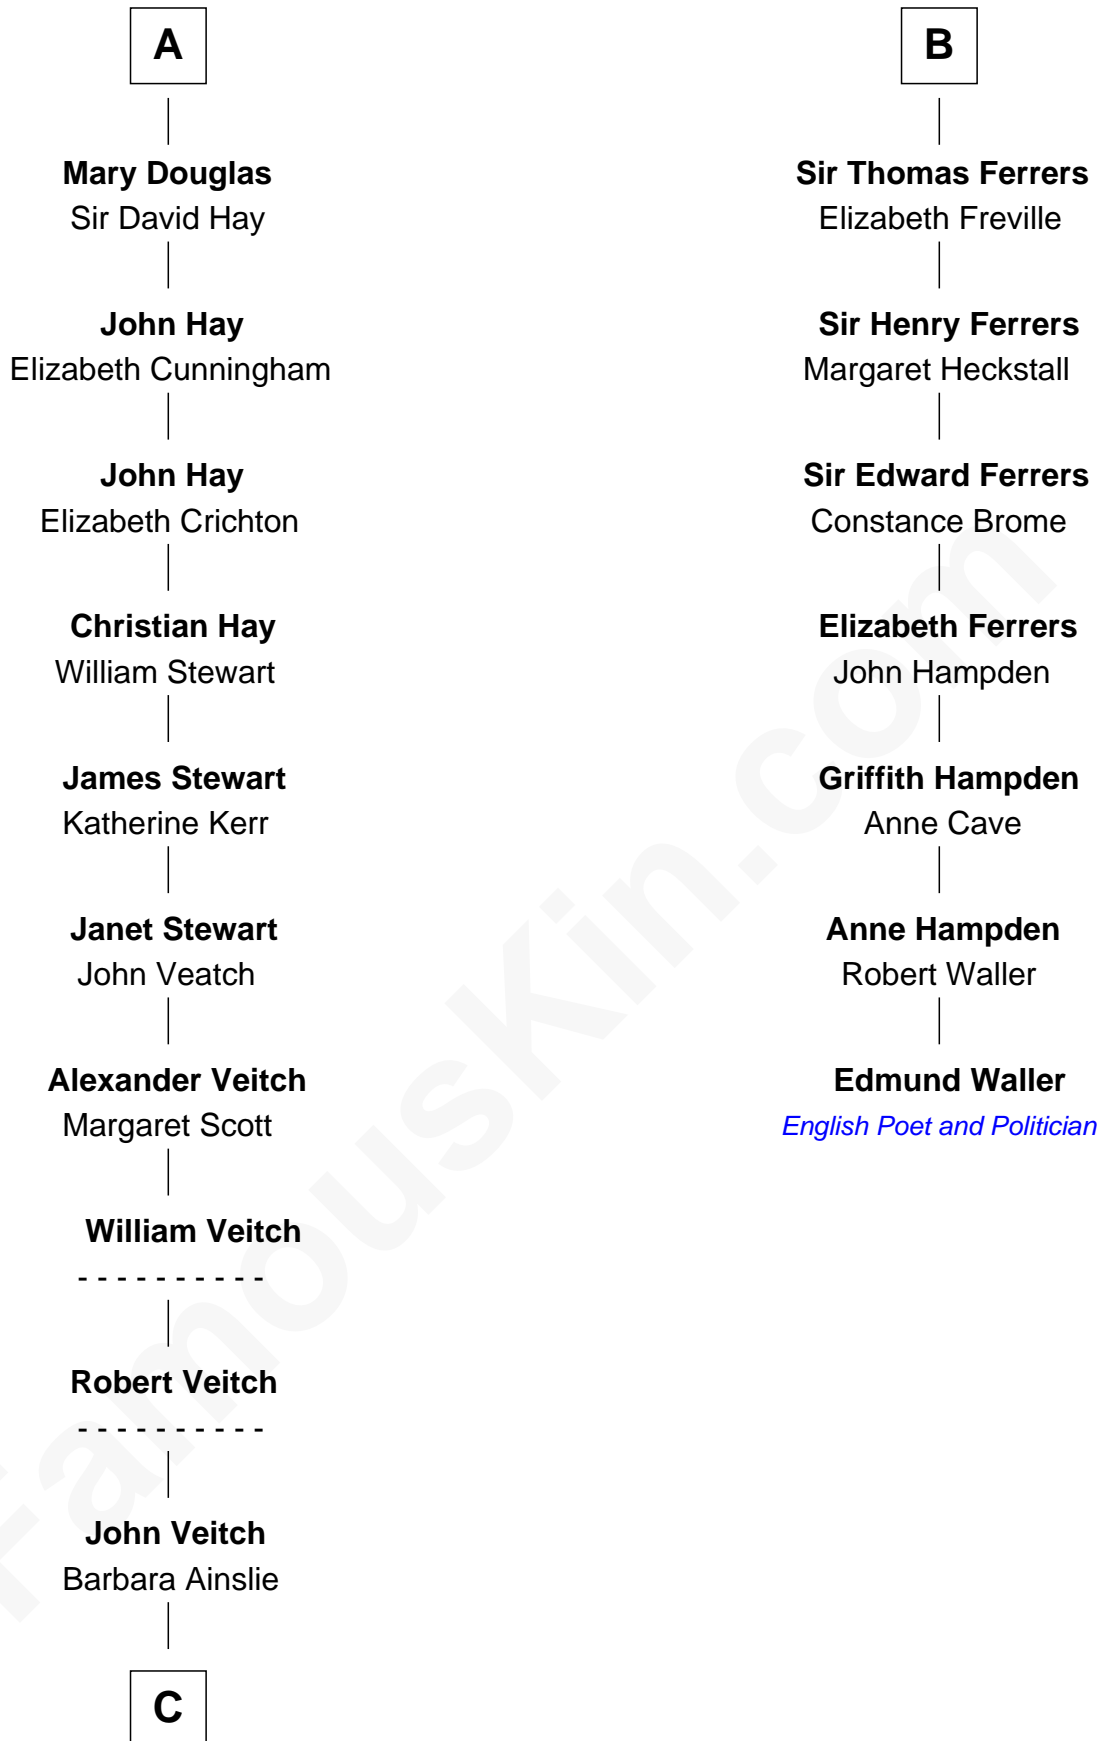 A
Mary Douglas
Sir David Hay
John Hay
Elizabeth Cunningham
John Hay
Elizabeth Crichton
Christian Hay
William Stewart
James Stewart
Katherine Kerr
Janet Stewart
John Veatch
Alexander Veitch
Margaret Scott
William Veitch
- - - - - - - - - -
Robert Veitch
- - - - - - - - - -
John Veitch
Barbara Ainslie
C
B
Sir Thomas Ferrers
Elizabeth Freville
Sir Henry Ferrers
Margaret Heckstall
Sir Edward Ferrers
Constance Brome
Elizabeth Ferrers
John Hampden
Griffith Hampden
Anne Cave
Anne Hampden
Robert Waller
Edmund Waller
English Poet and Politician
FamousKin.com